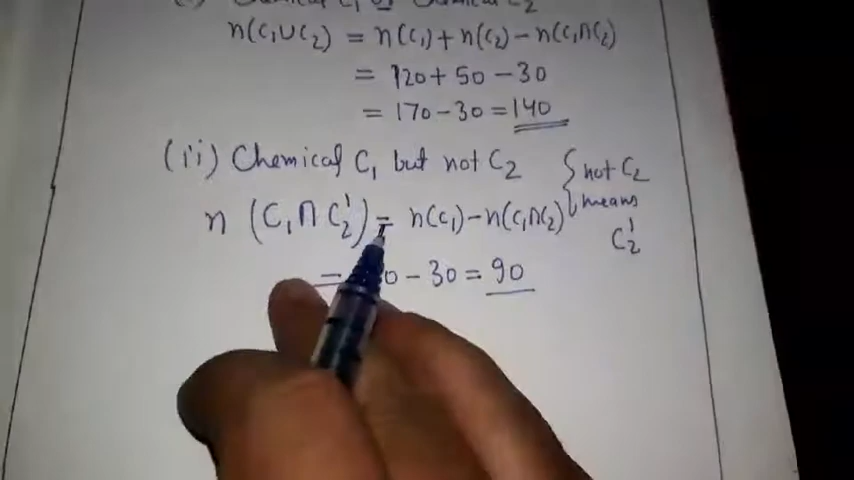 n(C₁∪C₂) = n(C₁)+n(C₂)-n(C₁∩C₂)
= 120+50-30
= 170-30=140
(ii) Chemical C₁ but not C₂ { not C₂
means
C₂'
n (C₁∩C₂')= n(C₁)-n(C₁∩C₂)
= 0-30=90